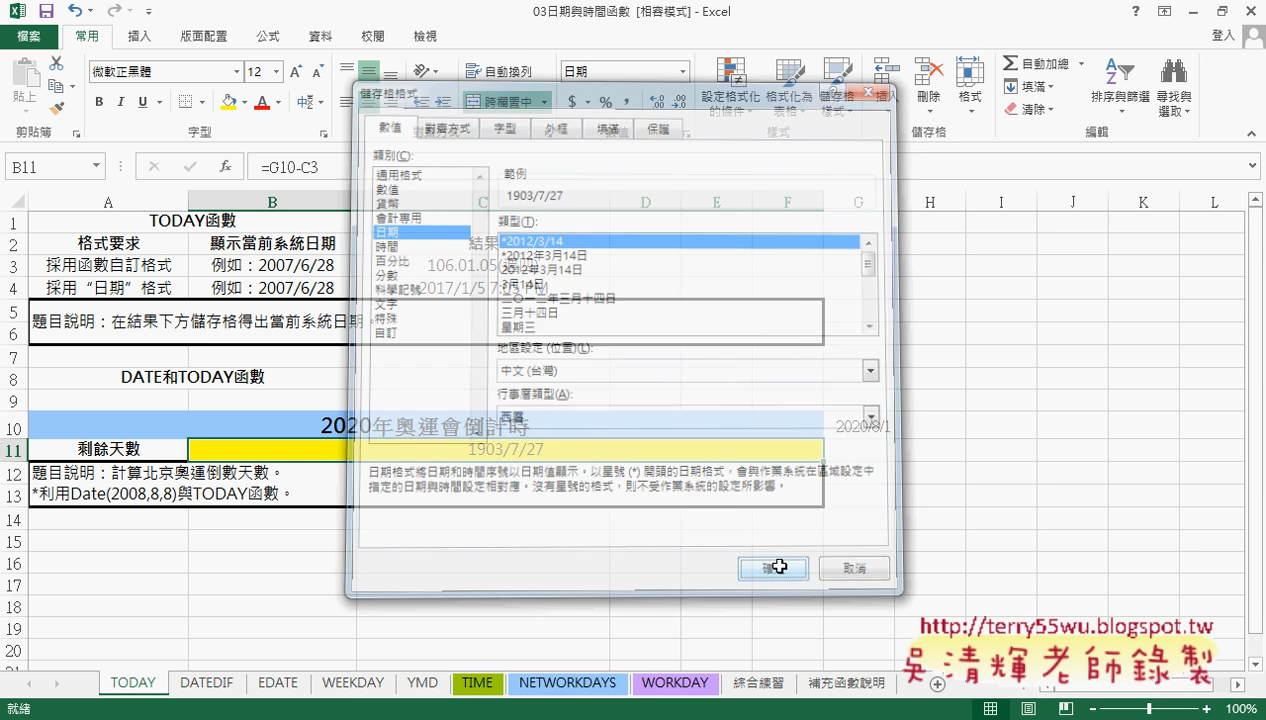 03日期與時間函數 [相容模式] - Excel
檔案
常用
插入
版面配置
公式
資料
校閱
檢視
登入
貼上
剪貼簿
微軟正黑體
12
字型
自動換列
跨欄置中
日期
設定格式化的條件
格式化為表格
儲存格樣式
樣式
插入
刪除
格式
儲存格
自動加總
填滿
清除
排序與篩選
尋找與選取
編輯
B11
=G10-C3
儲存格格式
數值
對齊方式
字型
外框
填滿
保護
類別(C):
通用格式
數值
貨幣
會計專用
日期
時間
百分比
分數
科學記號
文字
特殊
自訂
範例
1903/7/27
類型(T):
*2012/3/14
*2012年3月14日
2012年3月14日
3月14日
二〇一二年三月十四日
三月十四日
星期三
地區設定 (位置)(L):
中文 (台灣)
行事曆類型(A):
西曆
日期格式將日期和時間序號以日期值顯示。以星號 (*) 開頭的日期格式，會與作業系統在區域設定中
指定的日期與時間設定相對應。沒有星號的格式，則不受作業系統的設定所影響。
取消
A B C D E F G H I J K L
1 TODAY函數
2 格式要求 顯示當前系統日期 結果
3 採用函數自訂格式 例如：2007/6/28
4 採用“日期”格式 例如：2007/6/28
5
題目說明：在結果下方儲存格得出當前系統日期。
6
7
8 DATE和TODAY函數
9
10 2020年奧運會倒計時 2020/8/1
11 剩餘天數 1903/7/27
12 題目說明：計算北京奧運倒數天數。
13 *利用Date(2008,8,8)與TODAY函數。
14
15
16
17
18
19
20
http://terry55wu.blogspot.tw
吳清輝老師錄製
TODAY
DATEDIF
EDATE
WEEKDAY
YMD
TIME
NETWORKDAYS
WORKDAY
綜合練習
補充函數說明
就緒
100%